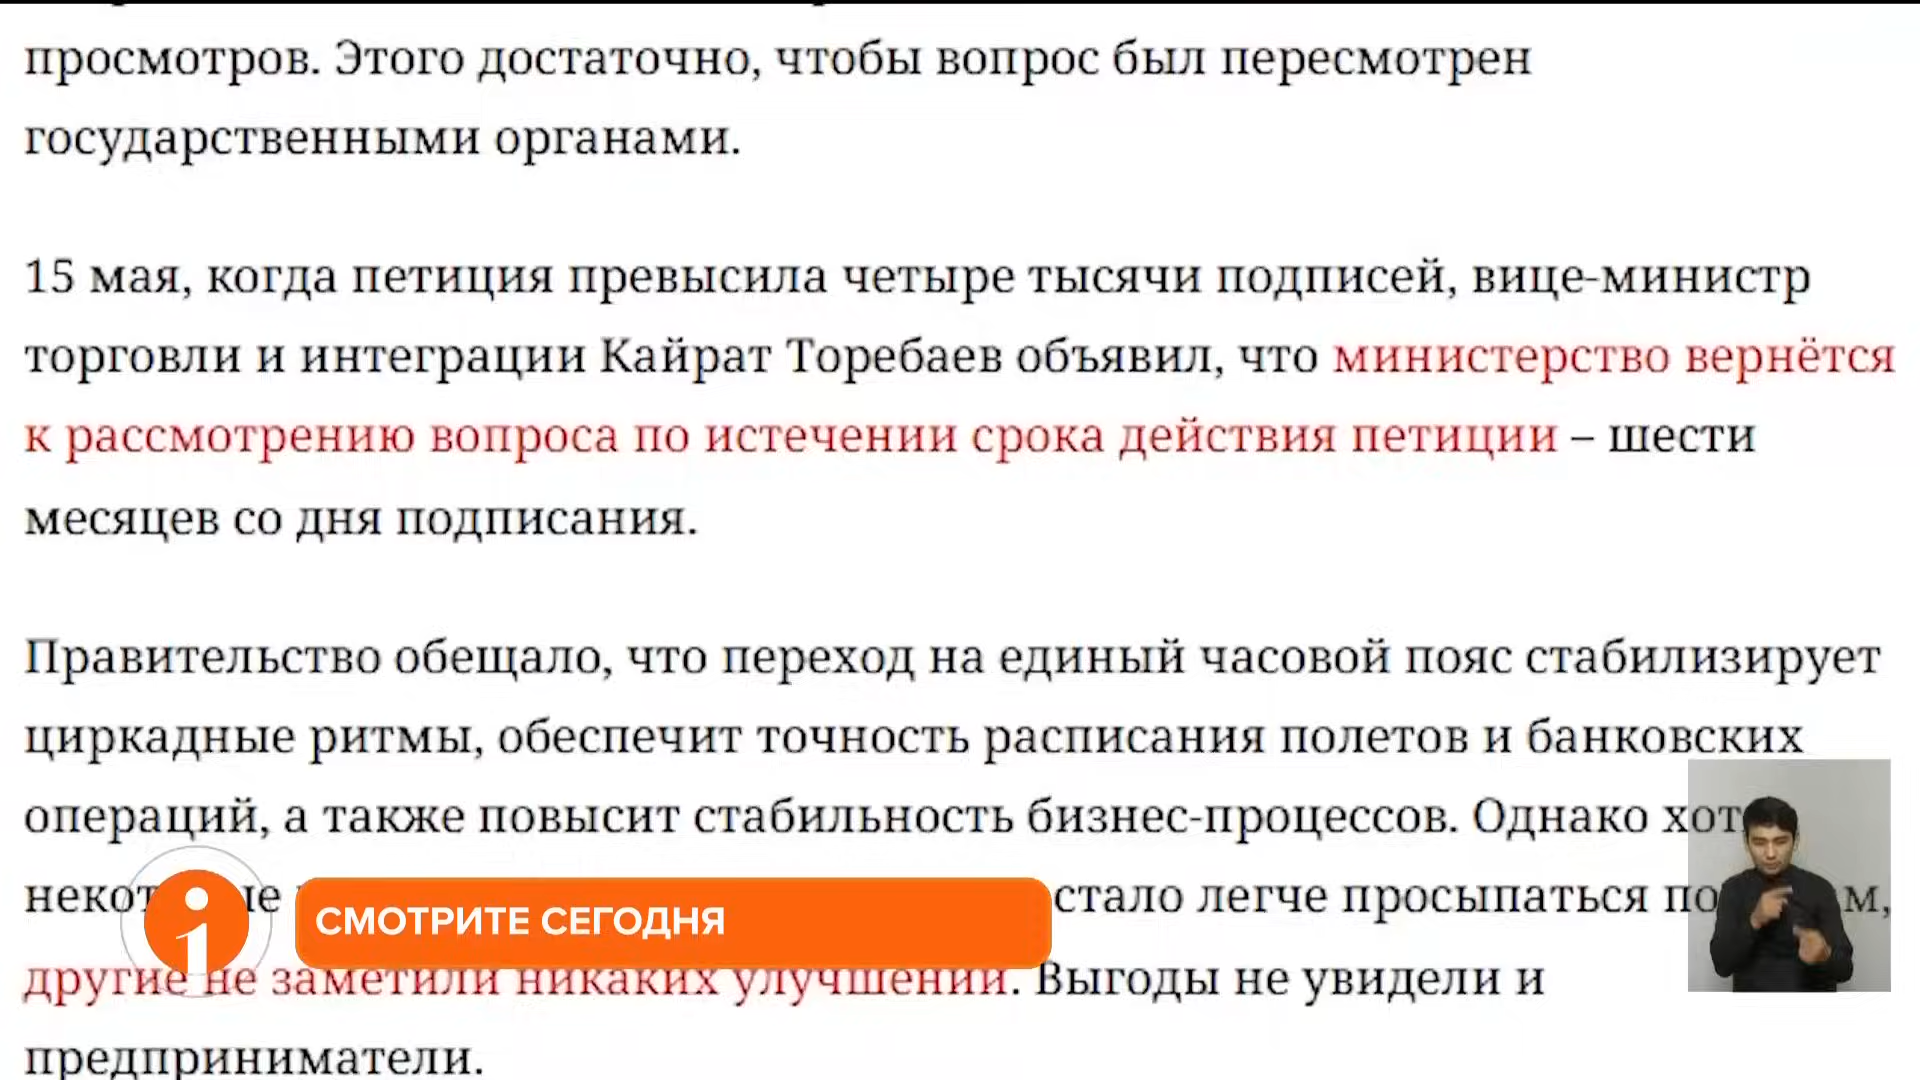 просмотров. Этого достаточно, чтобы вопрос был пересмотрен
государственными органами.
15 мая, когда петиция превысила четыре тысячи подписей, вице-министр
торговли и интеграции Кайрат Торебаев объявил, что министерство вернётся
к рассмотрению вопроса по истечении срока действия петиции – шести
месяцев со дня подписания.
Правительство обещало, что переход на единый часовой пояс стабилизирует
циркадные ритмы, обеспечит точность расписания полетов и банковских
операций, а также повысит стабильность бизнес-процессов. Однако
стало легче просыпаться
СМОТРИТЕ СЕГОДНЯ
другие не заметили никаких улучшений. Выгоды не увидели и
предприниматели.